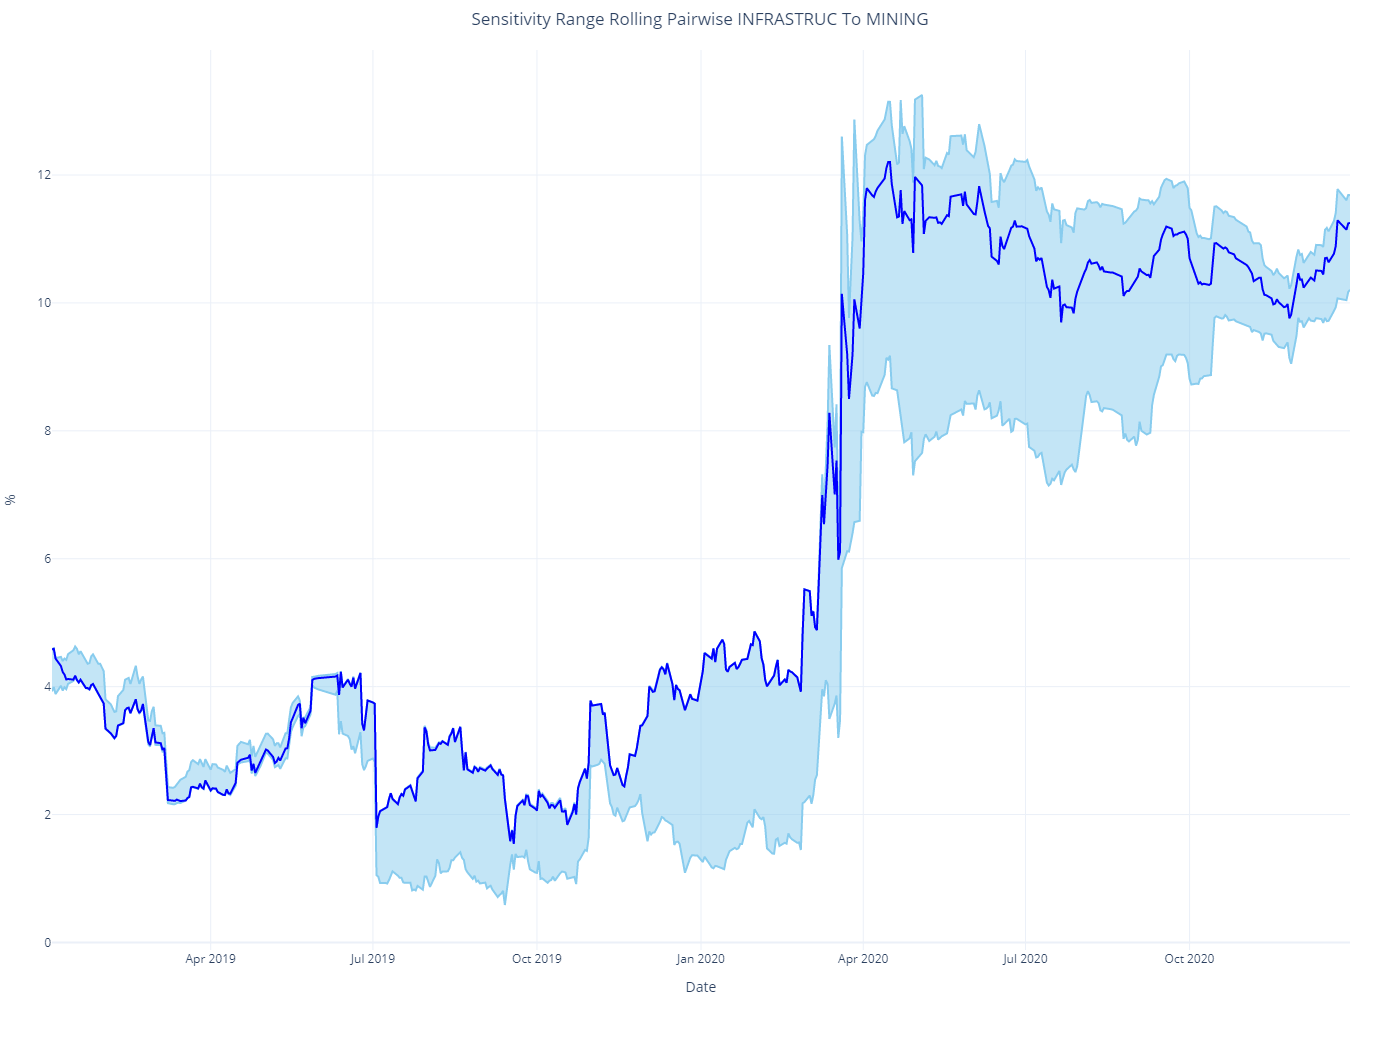 Sensitivity Range Rolling Pairwise INFRASTRUC To MINING
12
10
8
%
6
4
2
0
Apr 2019
Jul 2019
Oct 2019
Jan 2020
Apr 2020
Jul 2020
Oct 2020
Date